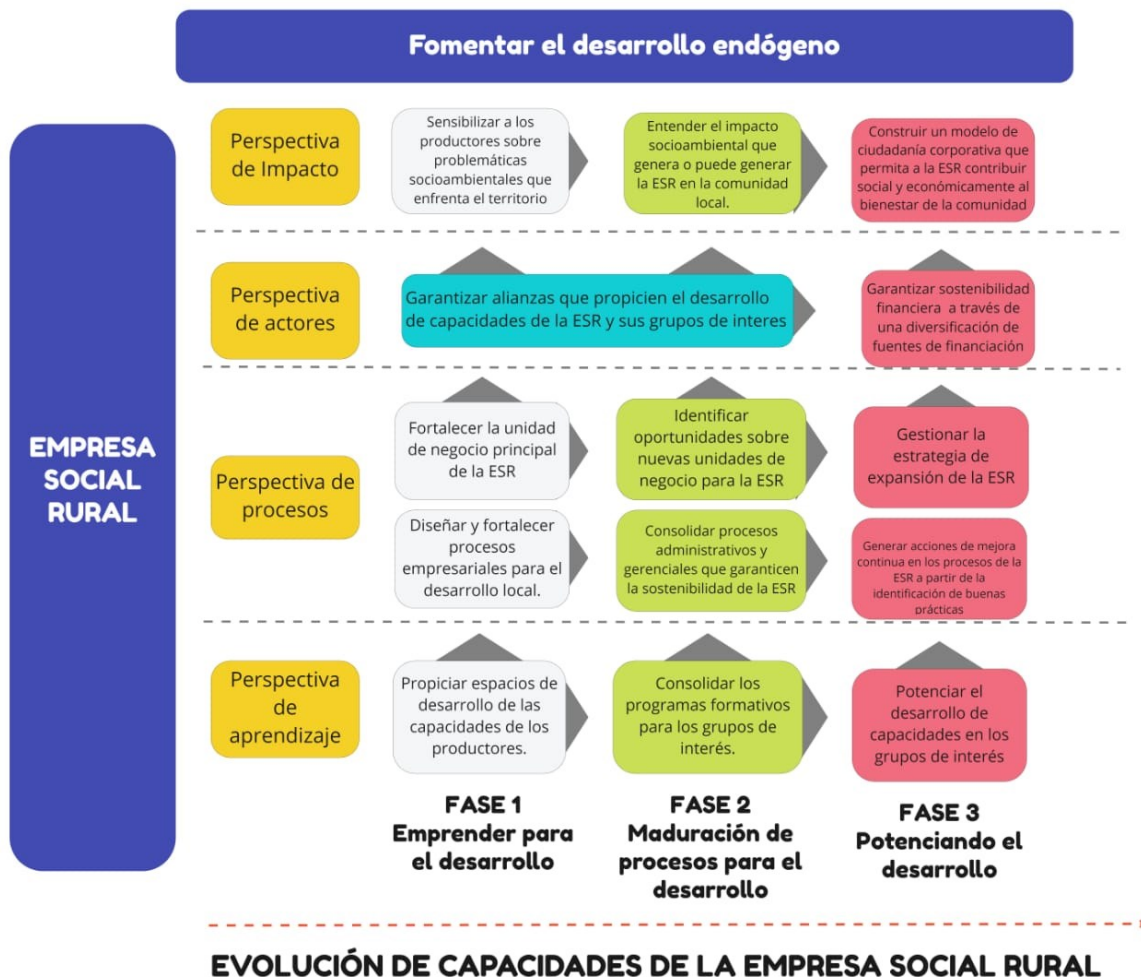 Fomentar el desarrollo endógeno
EMPRESA
SOCIAL
RURAL
Perspectiva
de Impacto
Sensibilizar a los
productores sobre
problemáticas
socioambientales que
enfrenta el territorio
Entender el impacto
socioambiental que
genera o puede generar
la ESR en la comunidad
local.
Construir un modelo de
ciudadanía corporativa que
permita a la ESR contribuir
social y económicamente al
bienestar de la comunidad
Perspectiva
de actores
Garantizar alianzas que propicien el desarrollo
de capacidades de la ESR y sus grupos de interes
Garantizar sostenibilidad
financiera a través de
una diversificación de
fuentes de financiación
Perspectiva de
procesos
Fortalecer la unidad
de negocio principal
de la ESR
Identificar
oportunidades sobre
nuevas unidades de
negocio para la ESR
Gestionar la
estrategia de
expansión de la ESR
Diseñar y fortalecer
procesos
empresariales para el
desarrollo local.
Consolidar procesos
administrativos y
gerenciales que garanticen
la sostenibilidad de la ESR
Generar acciones de mejora
continua en los procesos de la
ESR a partir de la
identificación de buenas
prácticas
Perspectiva
de
aprendizaje
Propiciar espacios de
desarrollo de las
capacidades de los
productores.
Consolidar los
programas formativos
para los grupos de
interés.
Potenciar el
desarrollo de
capacidades en los
grupos de interés
FASE 1
Emprender para
el desarrollo
FASE 2
Maduración de
procesos para el
desarrollo
FASE 3
Potenciando el
desarrollo
EVOLUCIÓN DE CAPACIDADES DE LA EMPRESA SOCIAL RURAL